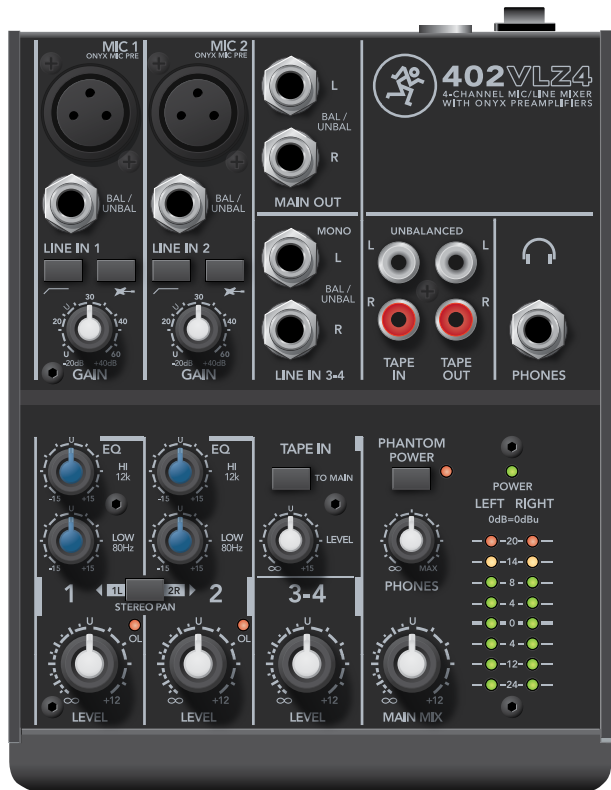 MIC 1
ONYX MIC PRE
BAL /
UNBAL
LINE IN 1
U
30
20
40
U
60
-20dB
+40dB
GAIN
MIC 2
ONYX MIC PRE
BAL /
UNBAL
LINE IN 2
U
30
20
40
U
60
-20dB
+40dB
GAIN
L
BAL /
UNBAL
R
MAIN OUT
MONO
L
BAL /
UNBAL
R
LINE IN 3-4
402VLZ4
4-CHANNEL MIC/LINE MIXER
WITH ONYX PREAMPLIFIERS
UNBALANCED
L
L
R
R
TAPE
IN
TAPE
OUT
PHONES
U
EQ
HI
12k
-15
+15
U
LOW
80Hz
-15
+15
U
EQ
HI
12k
-15
+15
U
LOW
80Hz
-15
+15
1
1L
2R
2
STEREO PAN
U
OL
∞
+12
LEVEL
U
OL
∞
+12
LEVEL
TAPE IN
TO MAIN
U
LEVEL
∞
+15
3-4
U
∞
+12
LEVEL
PHANTOM
POWER
∞
MAX
PHONES
U
∞
+12
MAIN MIX
POWER
LEFT RIGHT
0dB=0dBu
20
14
8
4
0
4
12
24